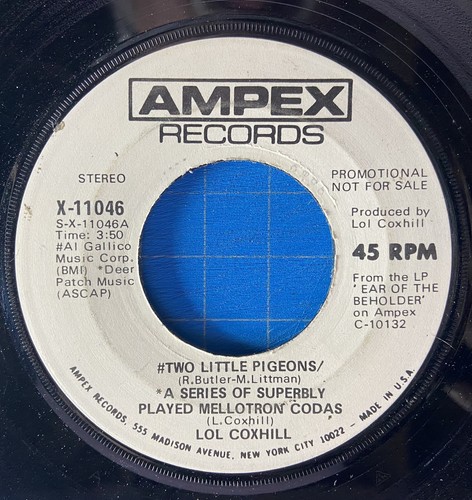 AMPEX
RECORDS
STEREO
X-11046
S-X-11046A
Time: 3:50
#Al Gallico
Music Corp.
(BMI) *Deer
Patch Music
(ASCAP)
PROMOTIONAL
NOT FOR SALE
Produced by
Lol Coxhill
45 RPM
From the LP
'EAR OF THE
BEHOLDER'
on Ampex
C-10132
#TWO LITTLE PIGEONS/
(R.Butler-M.Littman)
*A SERIES OF SUPERBLY
PLAYED MELLOTRON CODAS
(L.Coxhill)
LOL COXHILL
AMPEX RECORDS, 555 MADISON AVENUE, NEW YORK CITY 10022 - MADE IN U.S.A.